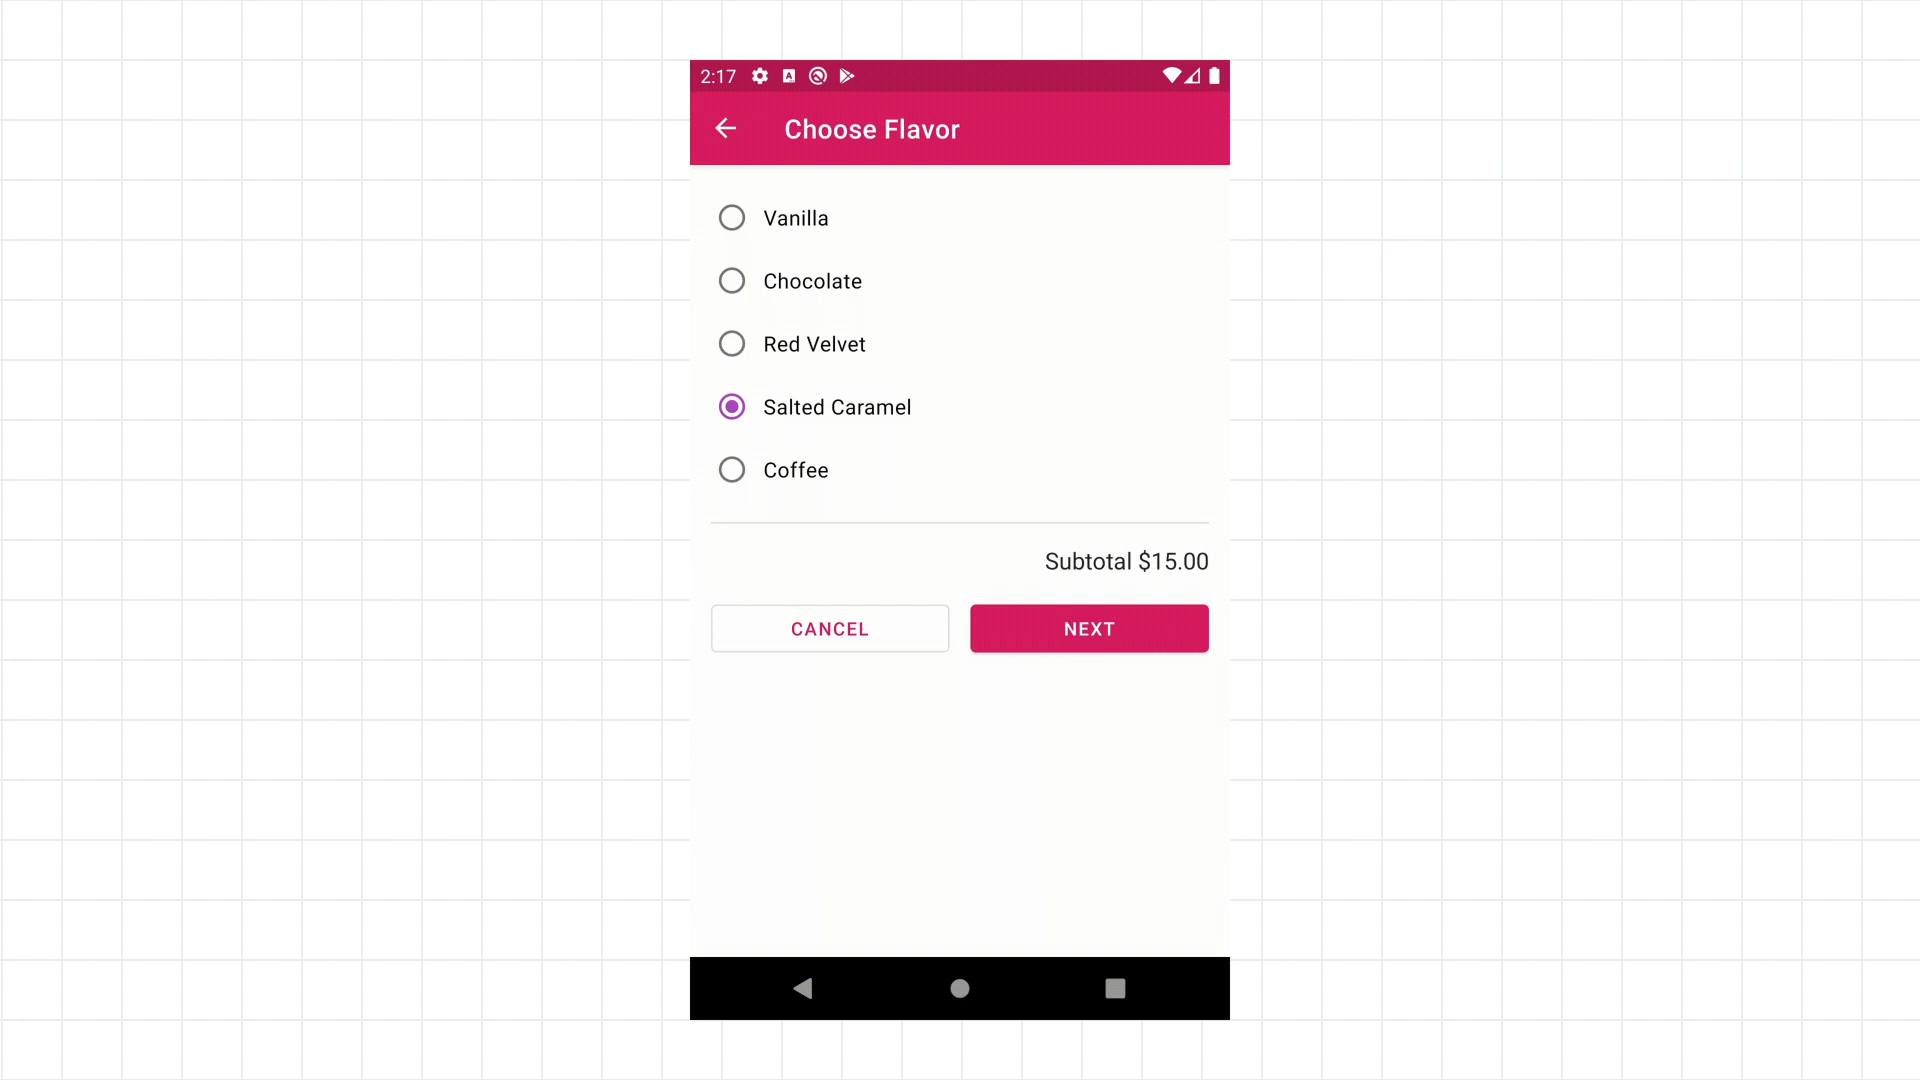 2:17
Choose Flavor
Vanilla
Chocolate
Red Velvet
Salted Caramel
Coffee
Subtotal $15.00
CANCEL NEXT